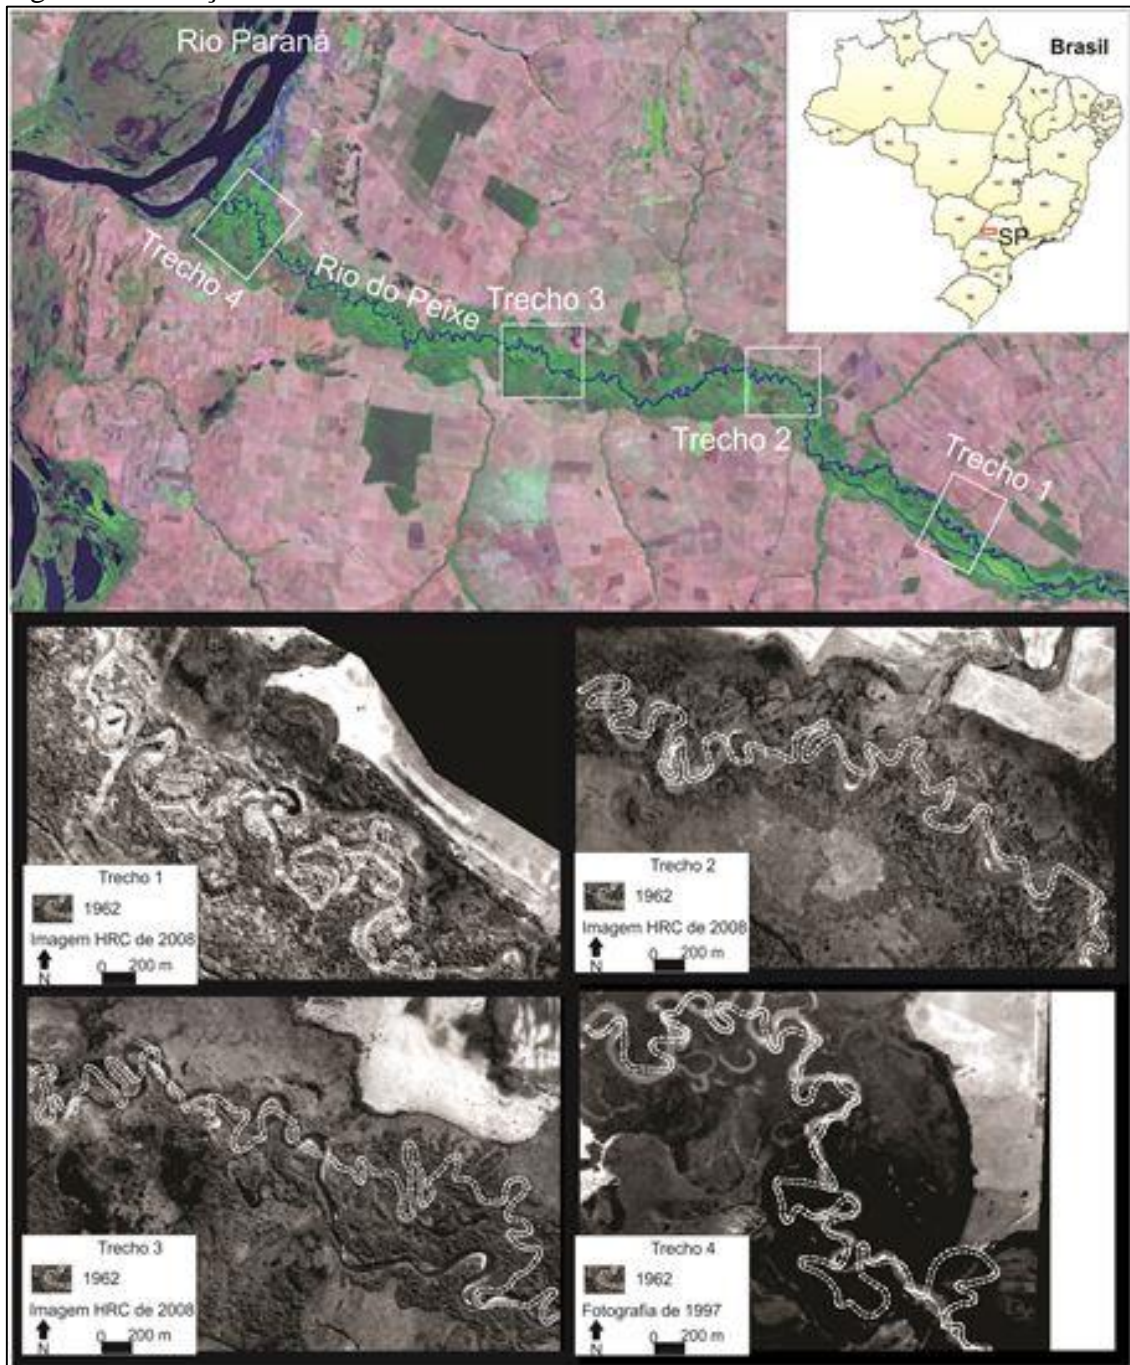 Rio Paraná
Brasil
SP
Trecho 4
Rio do Peixe
Trecho 3
Trecho 2
Trecho 1
Trecho 1
1962
Imagem HRC de 2008
N
0 200 m
Trecho 2
1962
Imagem HRC de 2008
N
0 200 m
Trecho 3
1962
Imagem HRC de 2008
N
0 200 m
Trecho 4
1962
Fotografia de 1997
N
0 200 m